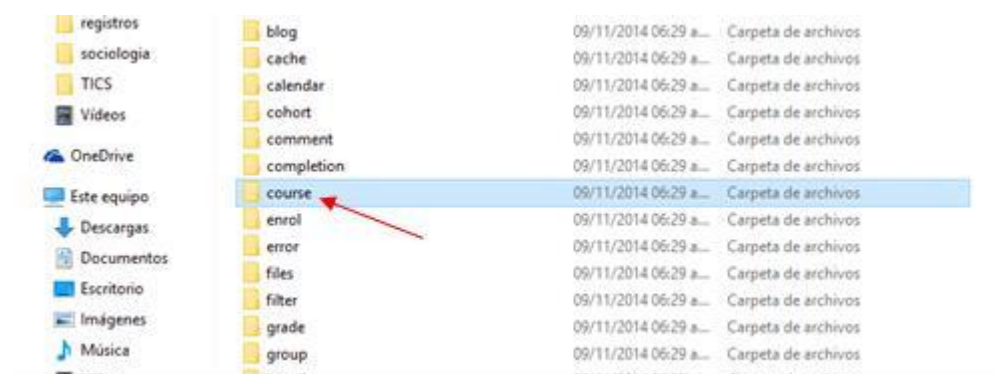 registros
sociologia
TICS
Vídeos
OneDrive
Este equipo
Descargas
Documentos
Escritorio
Imágenes
Música
blog 09/11/2014 06:29 a... Carpeta de archivos
cache 09/11/2014 06:29 a... Carpeta de archivos
calendar 09/11/2014 06:29 a... Carpeta de archivos
cohort 09/11/2014 06:29 a... Carpeta de archivos
comment 09/11/2014 06:29 a... Carpeta de archivos
completion 09/11/2014 06:29 a... Carpeta de archivos
course 09/11/2014 06:29 a... Carpeta de archivos
enrol 09/11/2014 06:29 a... Carpeta de archivos
error 09/11/2014 06:29 a... Carpeta de archivos
files 09/11/2014 06:29 a... Carpeta de archivos
filter 09/11/2014 06:29 a... Carpeta de archivos
grade 09/11/2014 06:29 a... Carpeta de archivos
group 09/11/2014 06:29 a... Carpeta de archivos